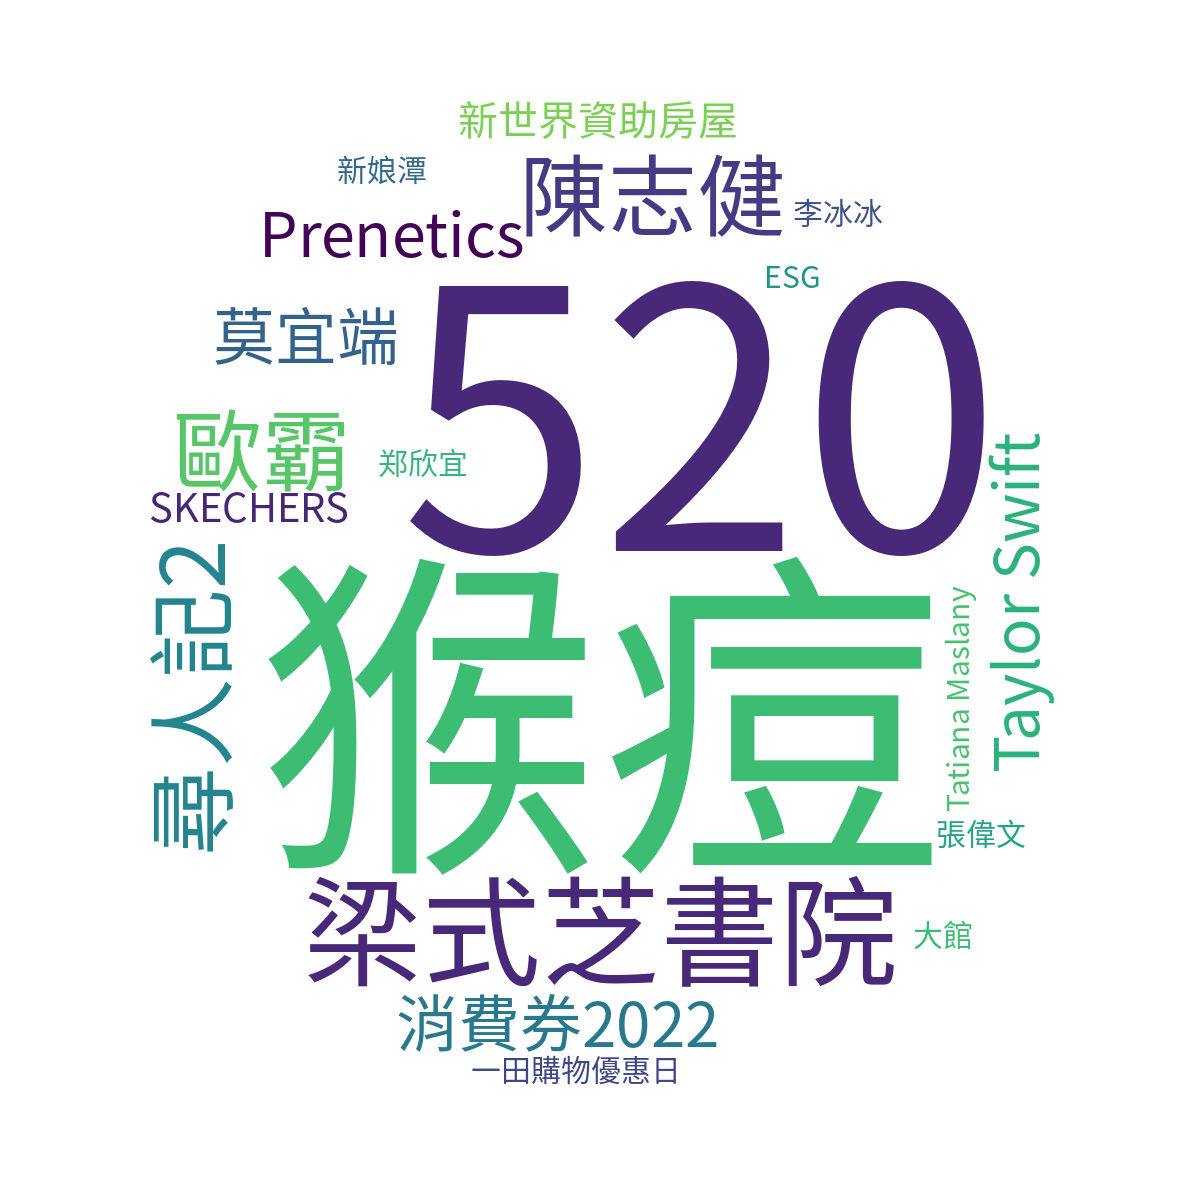 新世界資助房屋
新娘潭
陳志健
李冰冰
Prenetics
ESG
莫宜端
520
歐霸
郑欣宜
SKECHERS
Taylor Swift
尋人記2
猴痘
Tatiana Maslany
張偉文
梁式芝書院
大館
消費券2022
一田購物優惠日